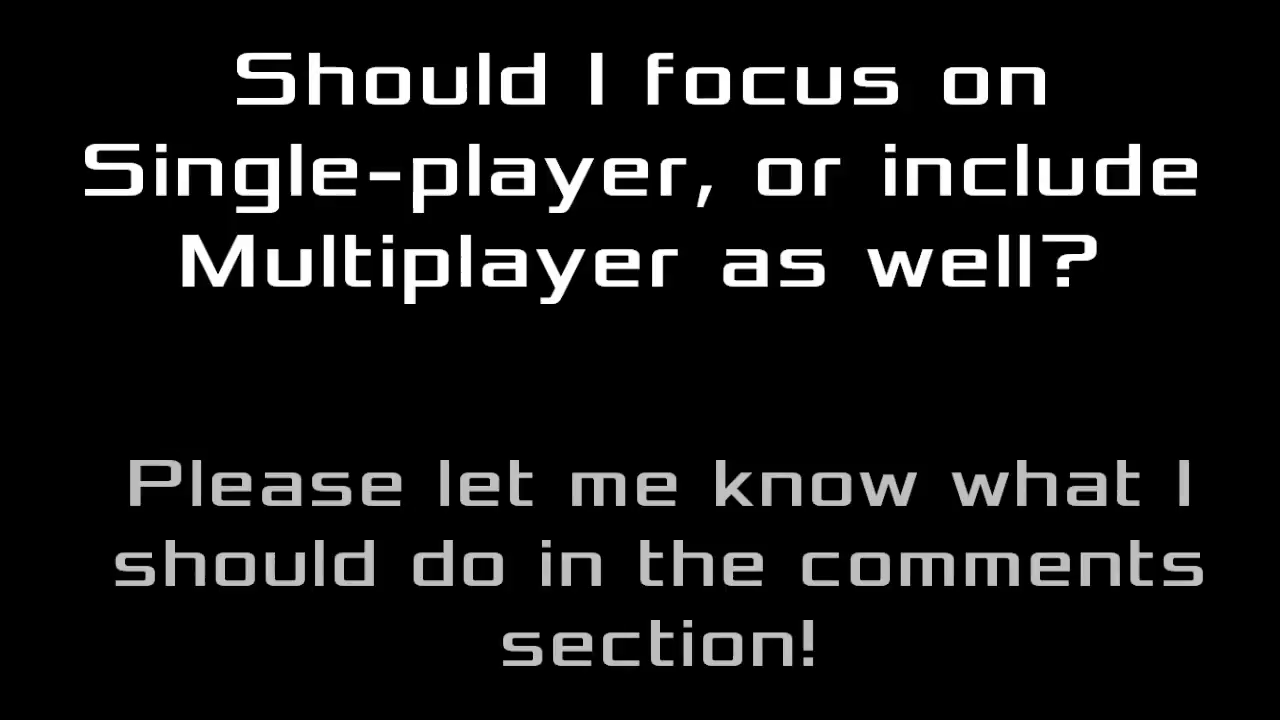 Should I focus on
Single-player, or include
Multiplayer as well?
Please let me know what I
should do in the comments
section!